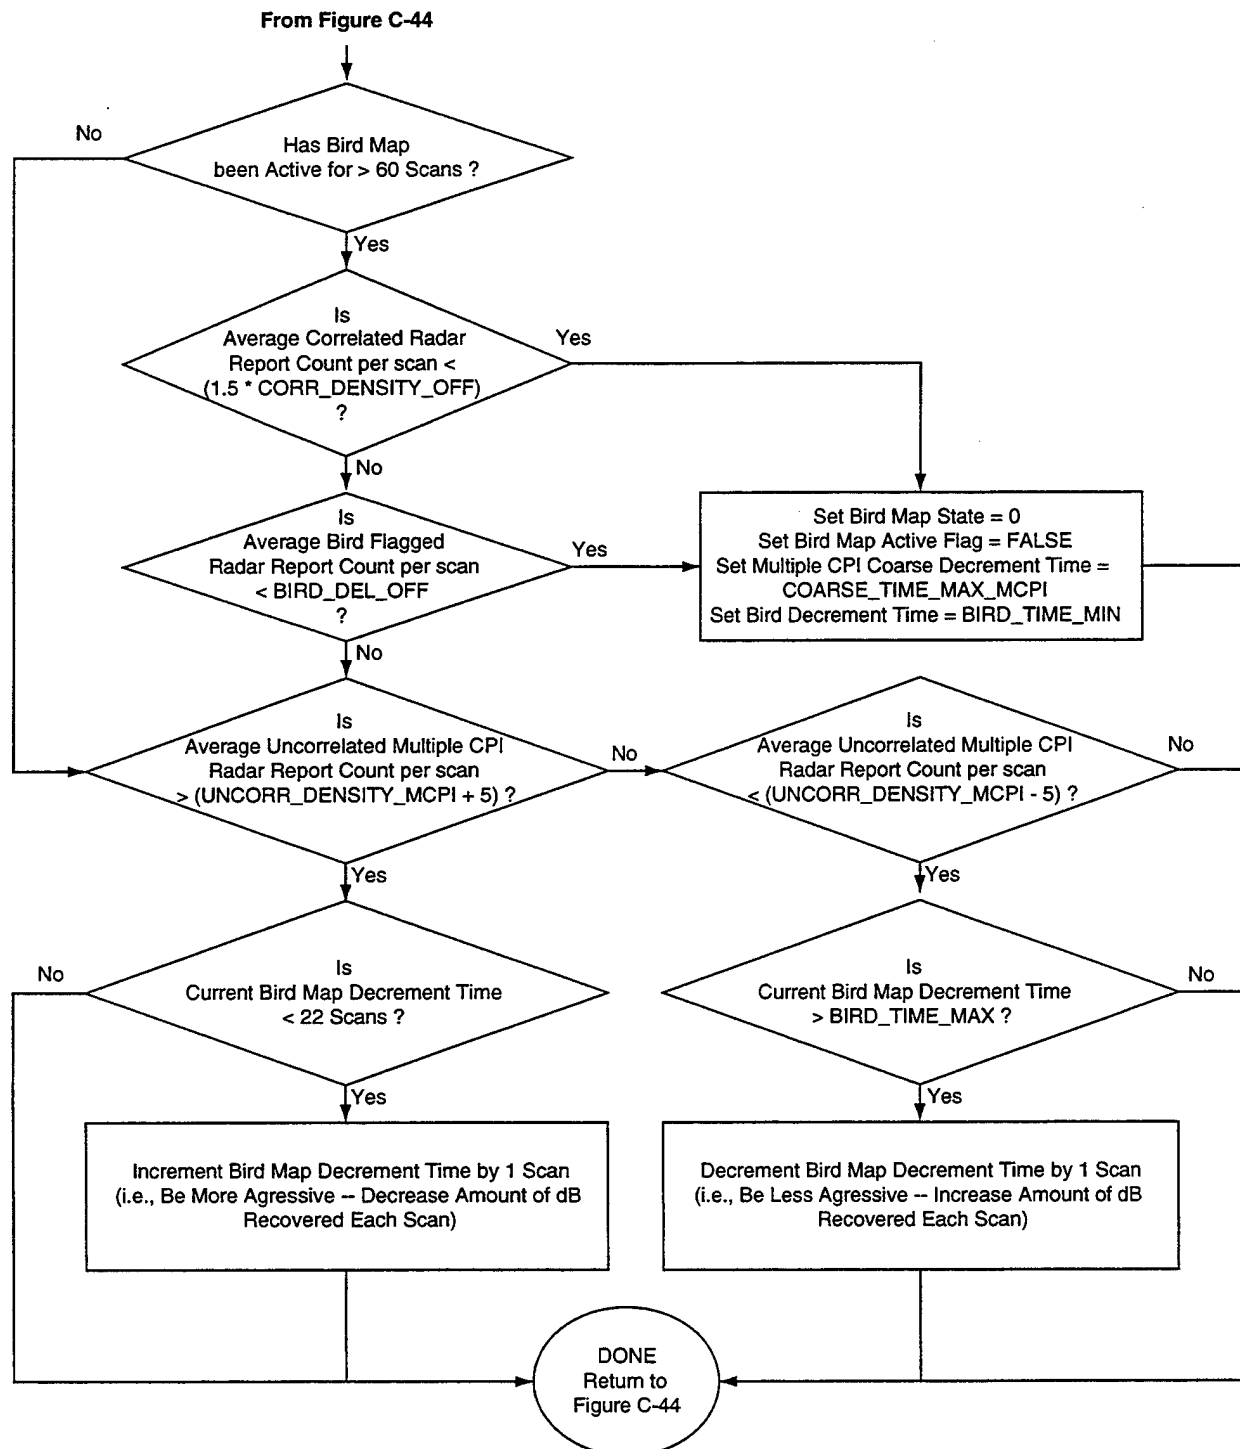 From Figure C-44
No
Has Bird Map
been Active for > 60 Scans ?
Yes
Is
Average Correlated Radar
Report Count per scan <
(1.5 * CORR_DENSITY_OFF)
?
Yes
No
Is
Average Bird Flagged
Radar Report Count per scan
< BIRD_DEL_OFF
?
Yes
Set Bird Map State = 0
Set Bird Map Active Flag = FALSE
Set Multiple CPI Coarse Decrement Time =
COARSE_TIME_MAX_MCPI
Set Bird Decrement Time = BIRD_TIME_MIN
No
Is
Average Uncorrelated Multiple CPI
Radar Report Count per scan
> (UNCORR_DENSITY_MCPI + 5) ?
No
Is
Average Uncorrelated Multiple CPI
Radar Report Count per scan
< (UNCORR_DENSITY_MCPI - 5) ?
No
Yes
Yes
No
Is
Current Bird Map Decrement Time
< 22 Scans ?
Is
Current Bird Map Decrement Time
> BIRD_TIME_MAX ?
No
Yes
Yes
Increment Bird Map Decrement Time by 1 Scan
(i.e., Be More Agressive -- Decrease Amount of dB
Recovered Each Scan)
Decrement Bird Map Decrement Time by 1 Scan
(i.e., Be Less Agressive -- Increase Amount of dB
Recovered Each Scan)
DONE
Return to
Figure C-44